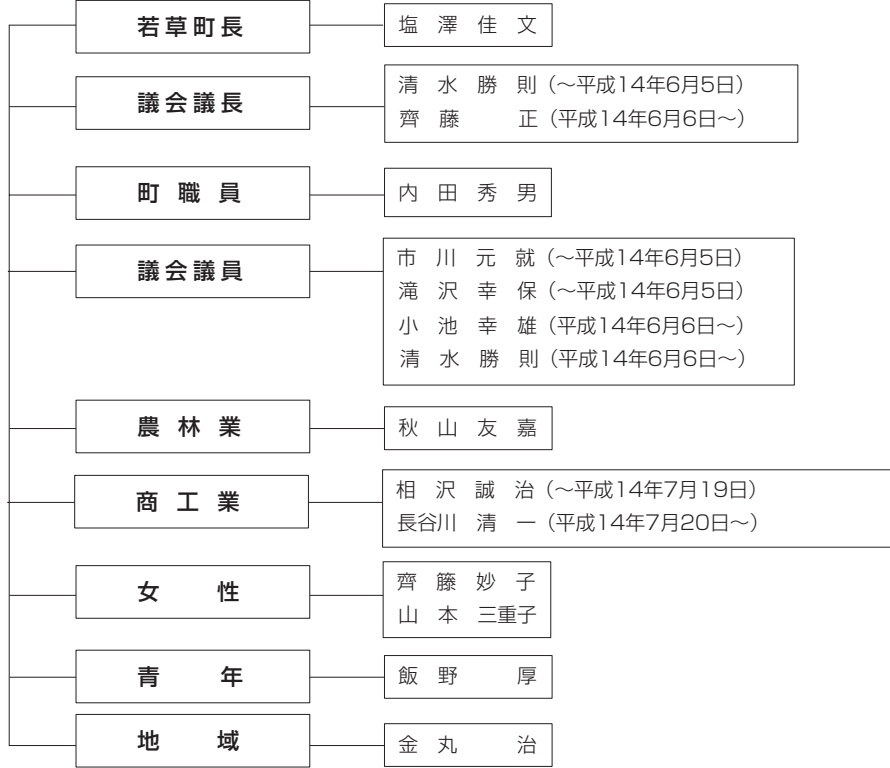 若草町長
塩澤佳文
議会議長
清水勝則（〜平成14年6月5日）
齊藤正（平成14年6月6日〜）
町職員
内田秀男
議会議員
市川元就（〜平成14年6月5日）
滝沢幸保（〜平成14年6月5日）
小池幸雄（平成14年6月6日〜）
清水勝則（平成14年6月6日〜）
農林業
秋山友嘉
商工業
相沢誠治（〜平成14年7月19日）
長谷川清一（平成14年7月20日〜）
女性
齊籐妙子
山本三重子
青年
飯野厚
地域
金丸治